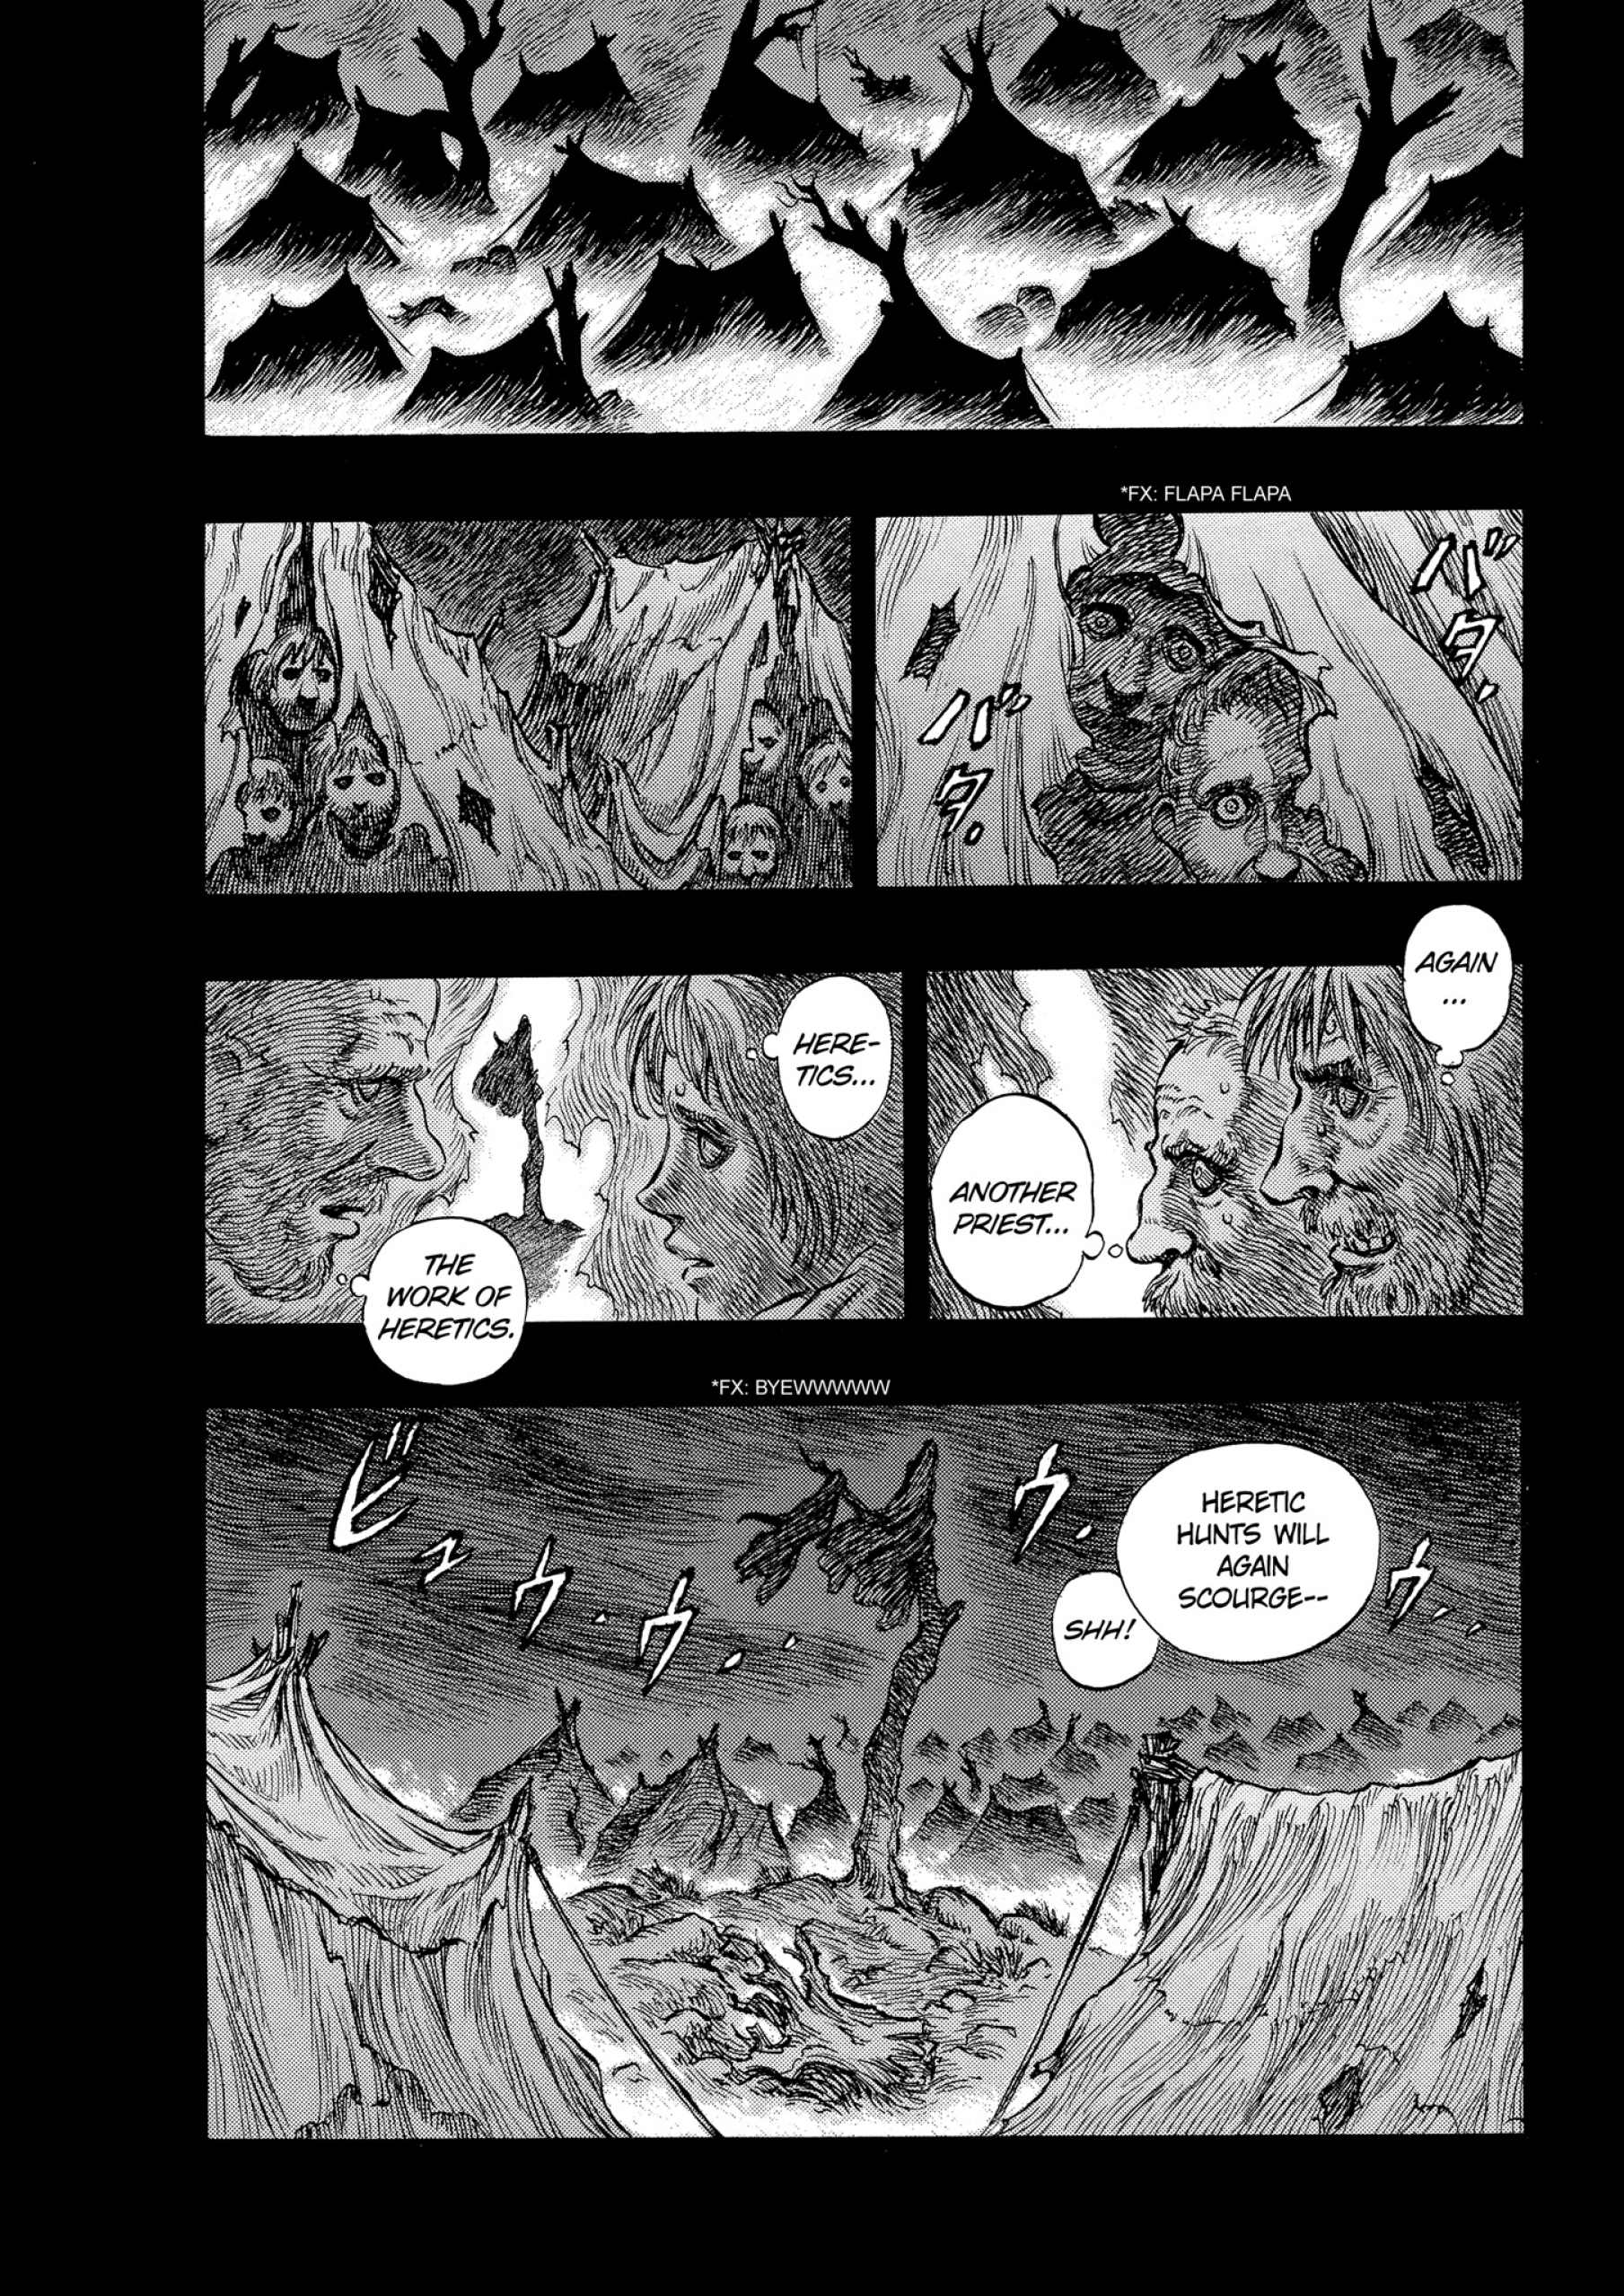 *FX: FLAPA FLAPA
バタ.
バタ.
AGAIN
...
ANOTHER
PRIEST...
HERE-
TICS...
THE
WORK OF
HERETICS.
*FX: BYEWWWWW
HERETIC
HUNTS WILL
AGAIN
SCOURGE--
SHH!
ビュウウウウ